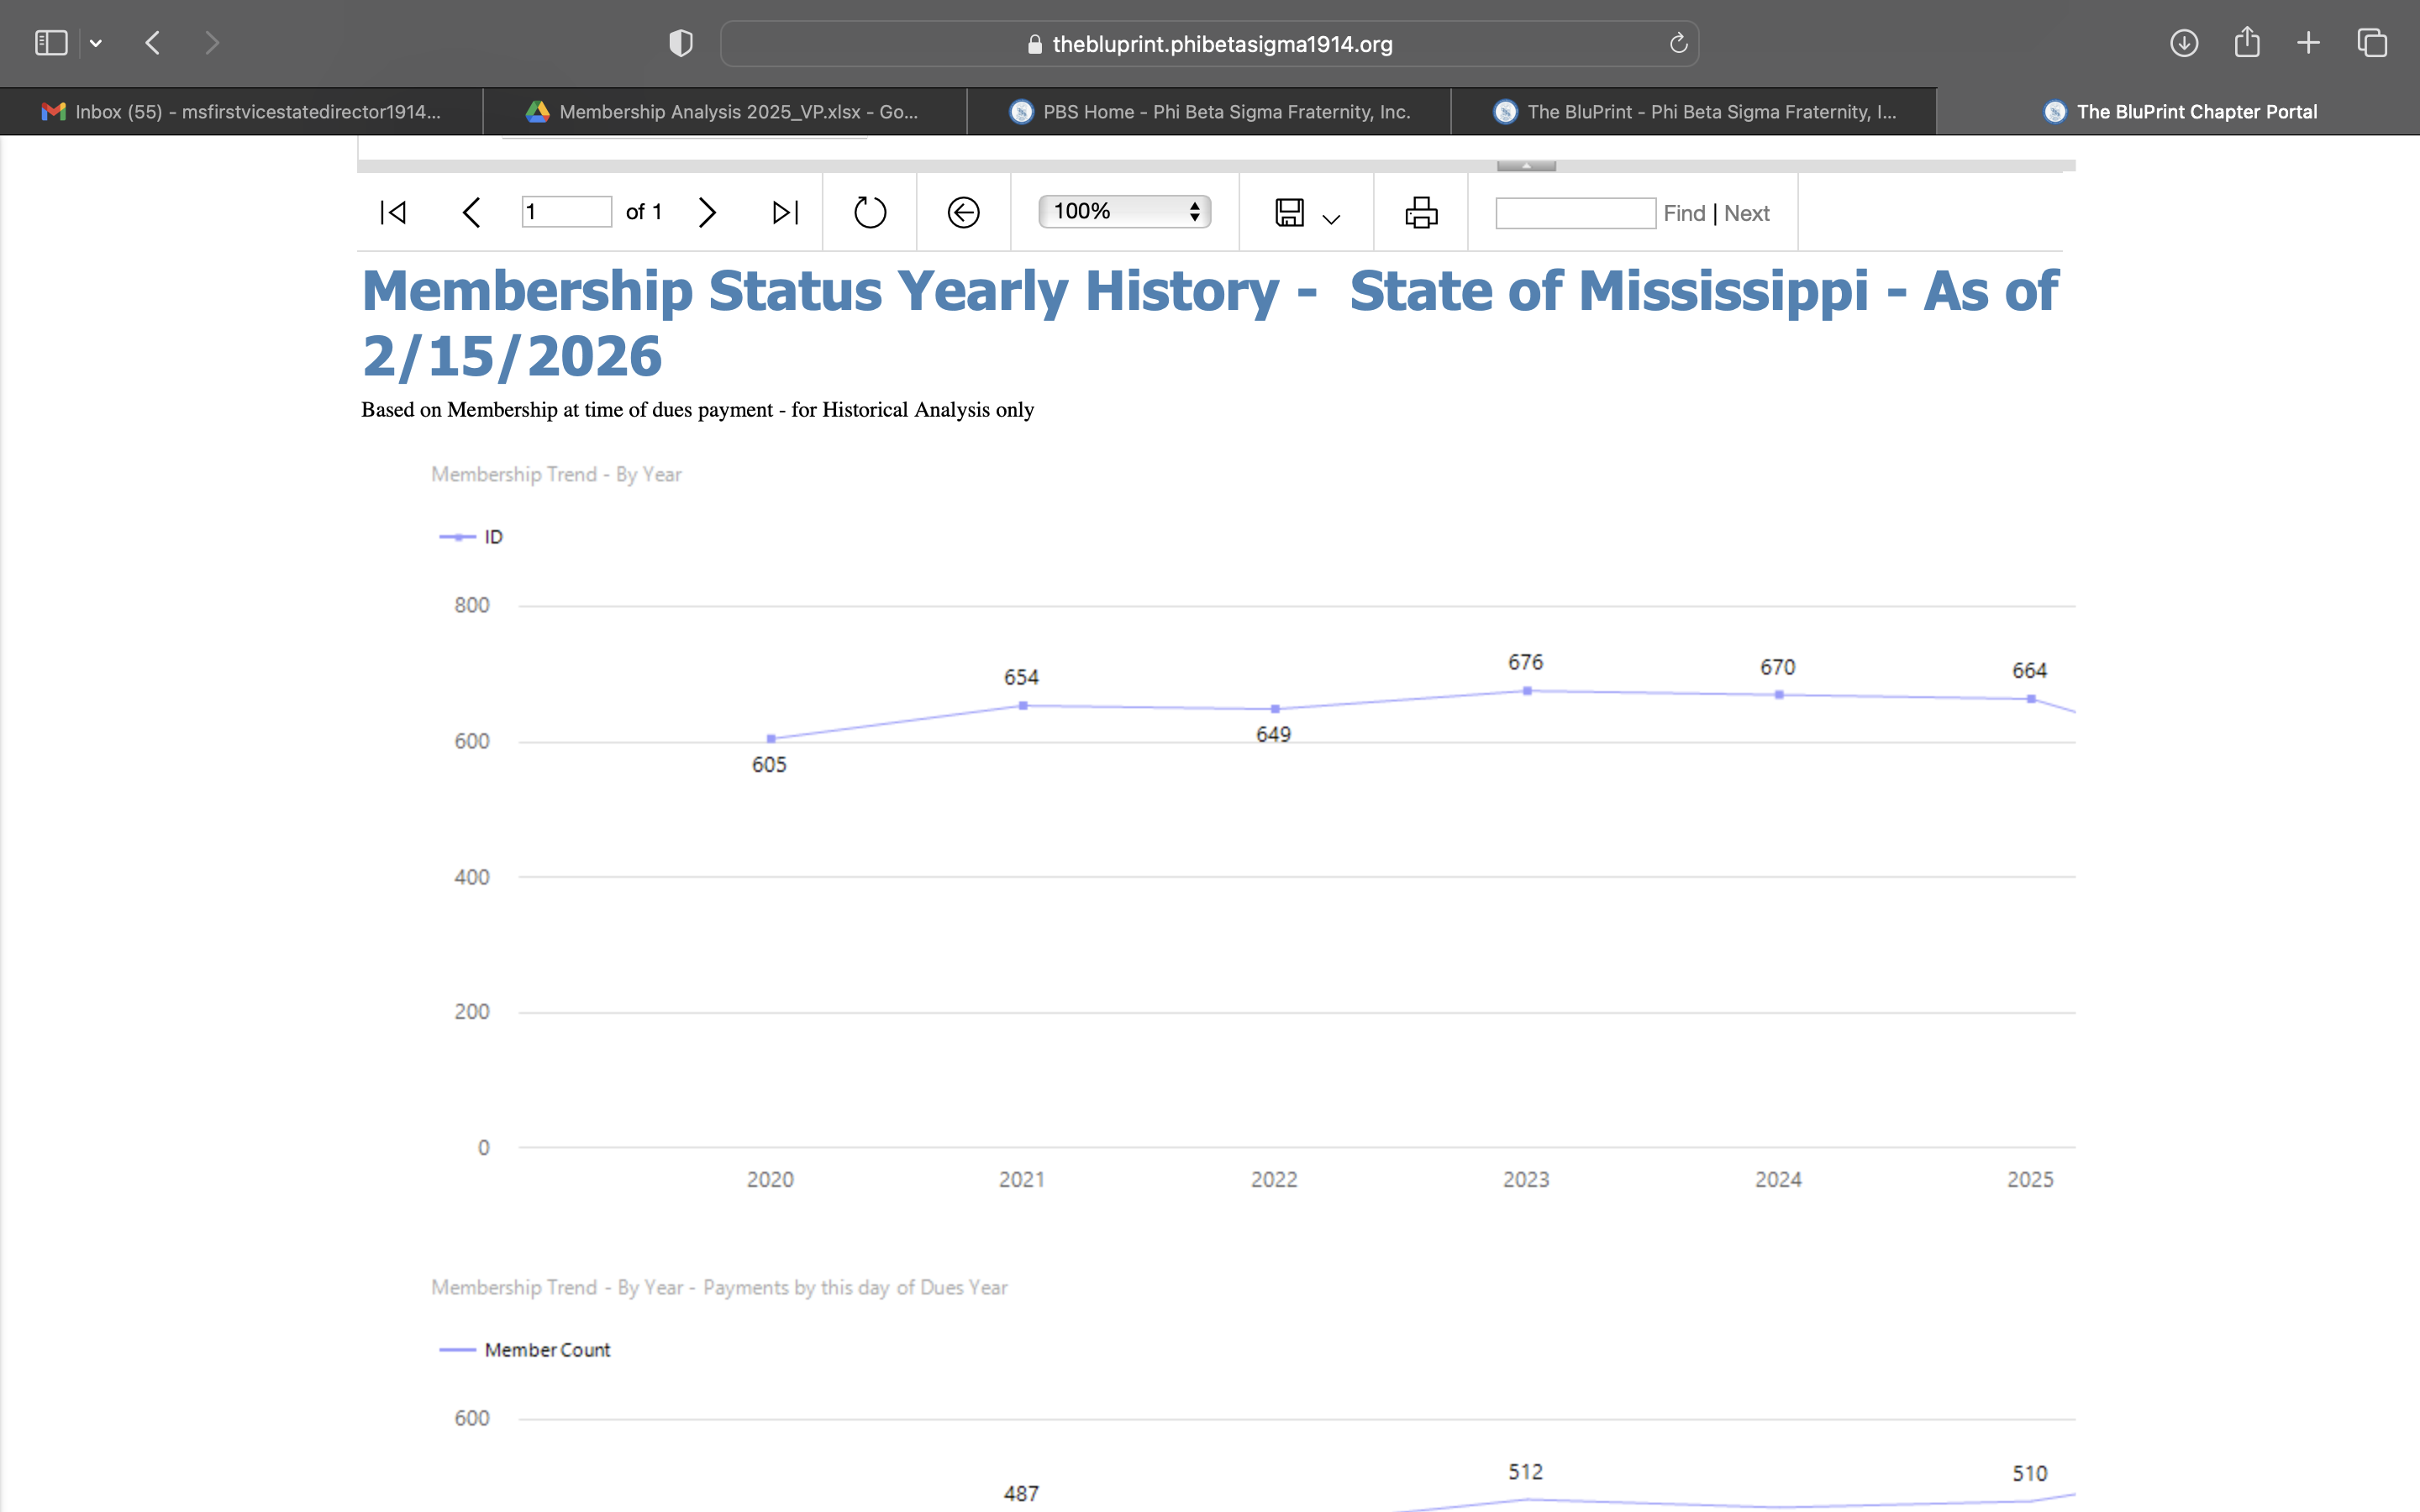 thebluprint.phibetasigma1914.org
Inbox (55) - msfirstvicestatedirector1914...
Membership Analysis 2025_VP.xlsx - Go...
PBS Home - Phi Beta Sigma Fraternity, Inc.
The BluPrint - Phi Beta Sigma Fraternity, I...
The BluPrint Chapter Portal
1 of 1
100%
Find | Next
Membership Status Yearly History - State of Mississippi - As of
2/15/2026
Based on Membership at time of dues payment - for Historical Analysis only
Membership Trend - By Year
ID
800
676
670
664
654
600
649
605
400
200
0
2020 2021 2022 2023 2024 2025
Membership Trend - By Year - Payments by this day of Dues Year
Member Count
600
512
510
487